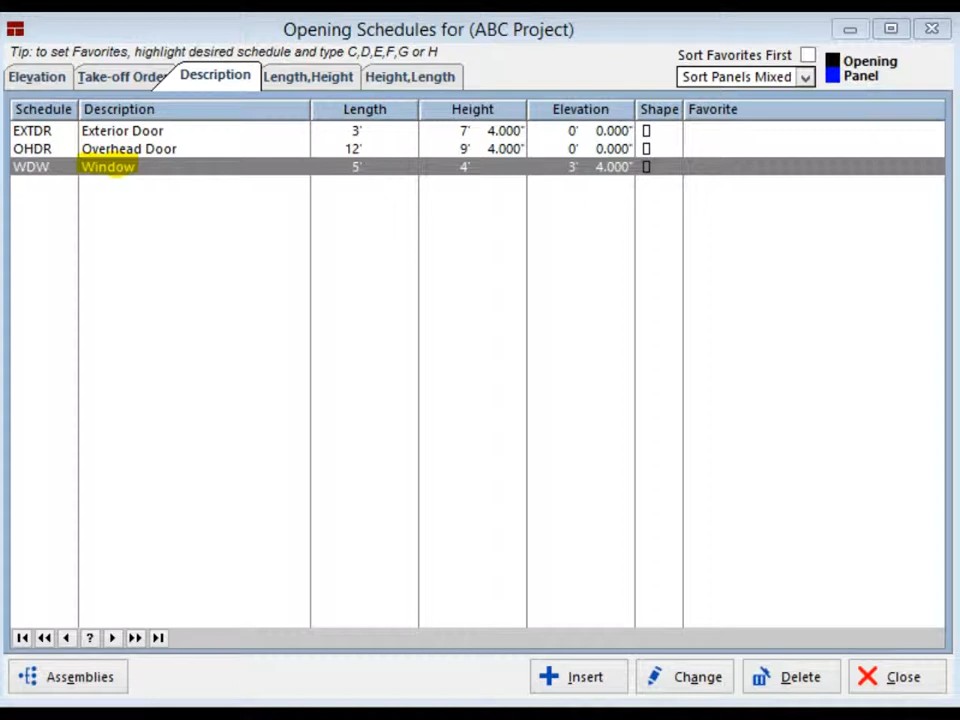 Opening Schedules for (ABC Project)
Tip: to set Favorites, highlight desired schedule and type C,D,E,F,G or H
Sort Favorites First
Opening
Elevation Take-off Order Description Length,Height Height,Length
Sort Panels Mixed
Panel
Schedule Description Length Height Elevation Shape Favorite
EXTDR Exterior Door 3' 7' 4.000" 0' 0.000"
OHDR Overhead Door 12' 9' 4.000" 0' 0.000"
WDW Window 5' 4' 3' 4.000"
?
Assemblies Insert Change Delete Close